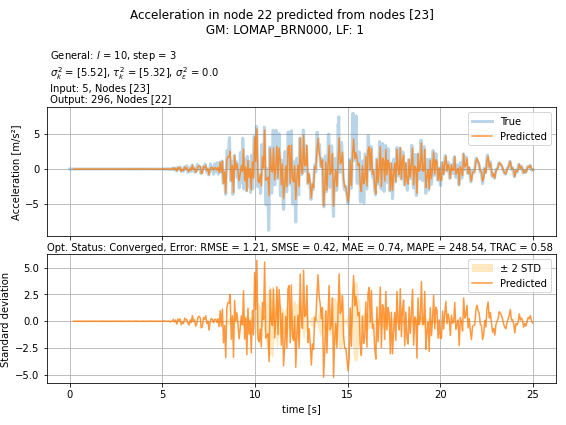 Acceleration in node 22 predicted from nodes [23]
GM: LOMAP_BRN000, LF: 1
General: l = 10, step = 3
σ²ₖ = [5.52], τ²ₖ = [5.32], σ²ε = 0.0
Input: 5, Nodes [23]
Output: 296, Nodes [22]
True
Predicted
Acceleration [m/s²]
5
0
−5
Opt. Status: Converged, Error: RMSE = 1.21, SMSE = 0.42, MAE = 0.74, MAPE = 248.54, TRAC = 0.58
± 2 STD
Predicted
Standard deviation
5.0
2.5
0.0
−2.5
−5.0
0 5 10 15 20 25
time [s]